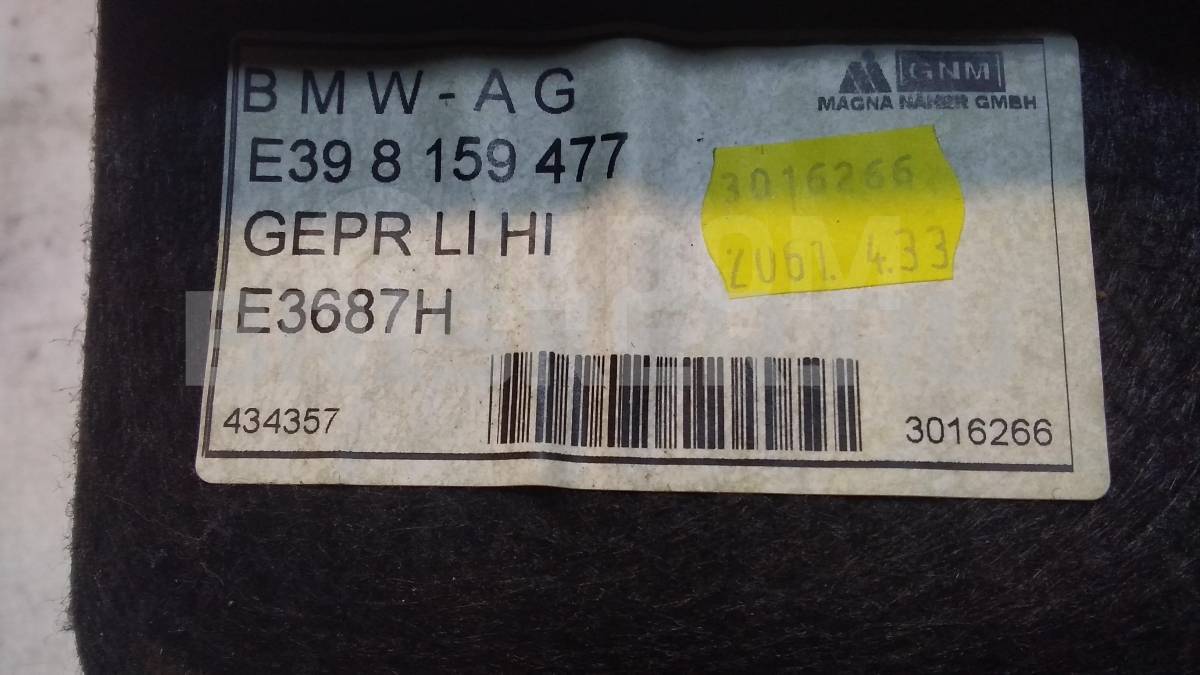 BMW-AG
GNM
MAGNA NAHER GMBH
E39 8 159 477
3016266
GEPR LI HI
2061. 4.33
E3687H
434357
3016266